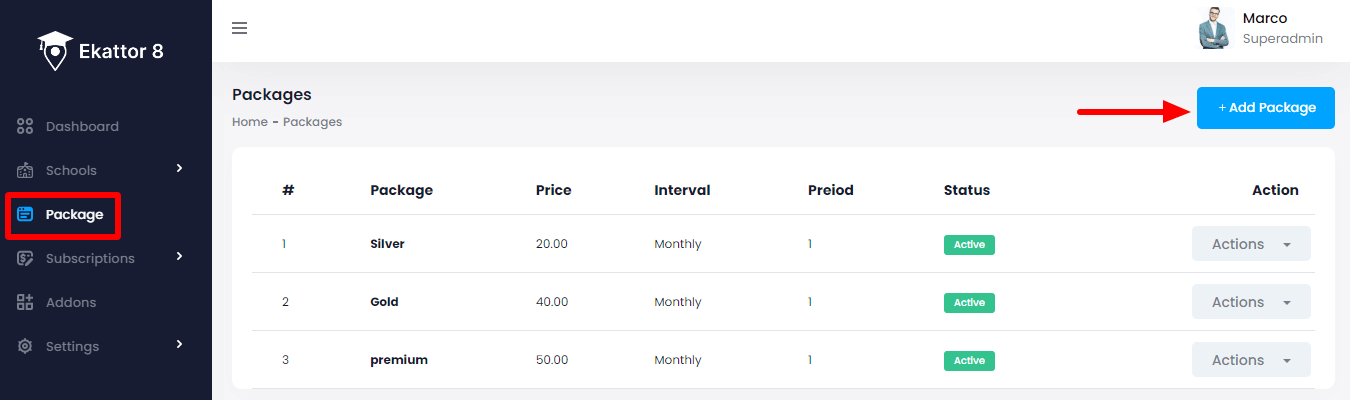 Ekattor 8
Dashboard
Schools
Package
Subscriptions
Addons
Settings
Marco
Superadmin
Packages
Home - Packages
+ Add Package
# Package Price Interval Preiod Status Action
1 Silver 20.00 Monthly 1 Active Actions
2 Gold 40.00 Monthly 1 Active Actions
3 premium 50.00 Monthly 1 Active Actions